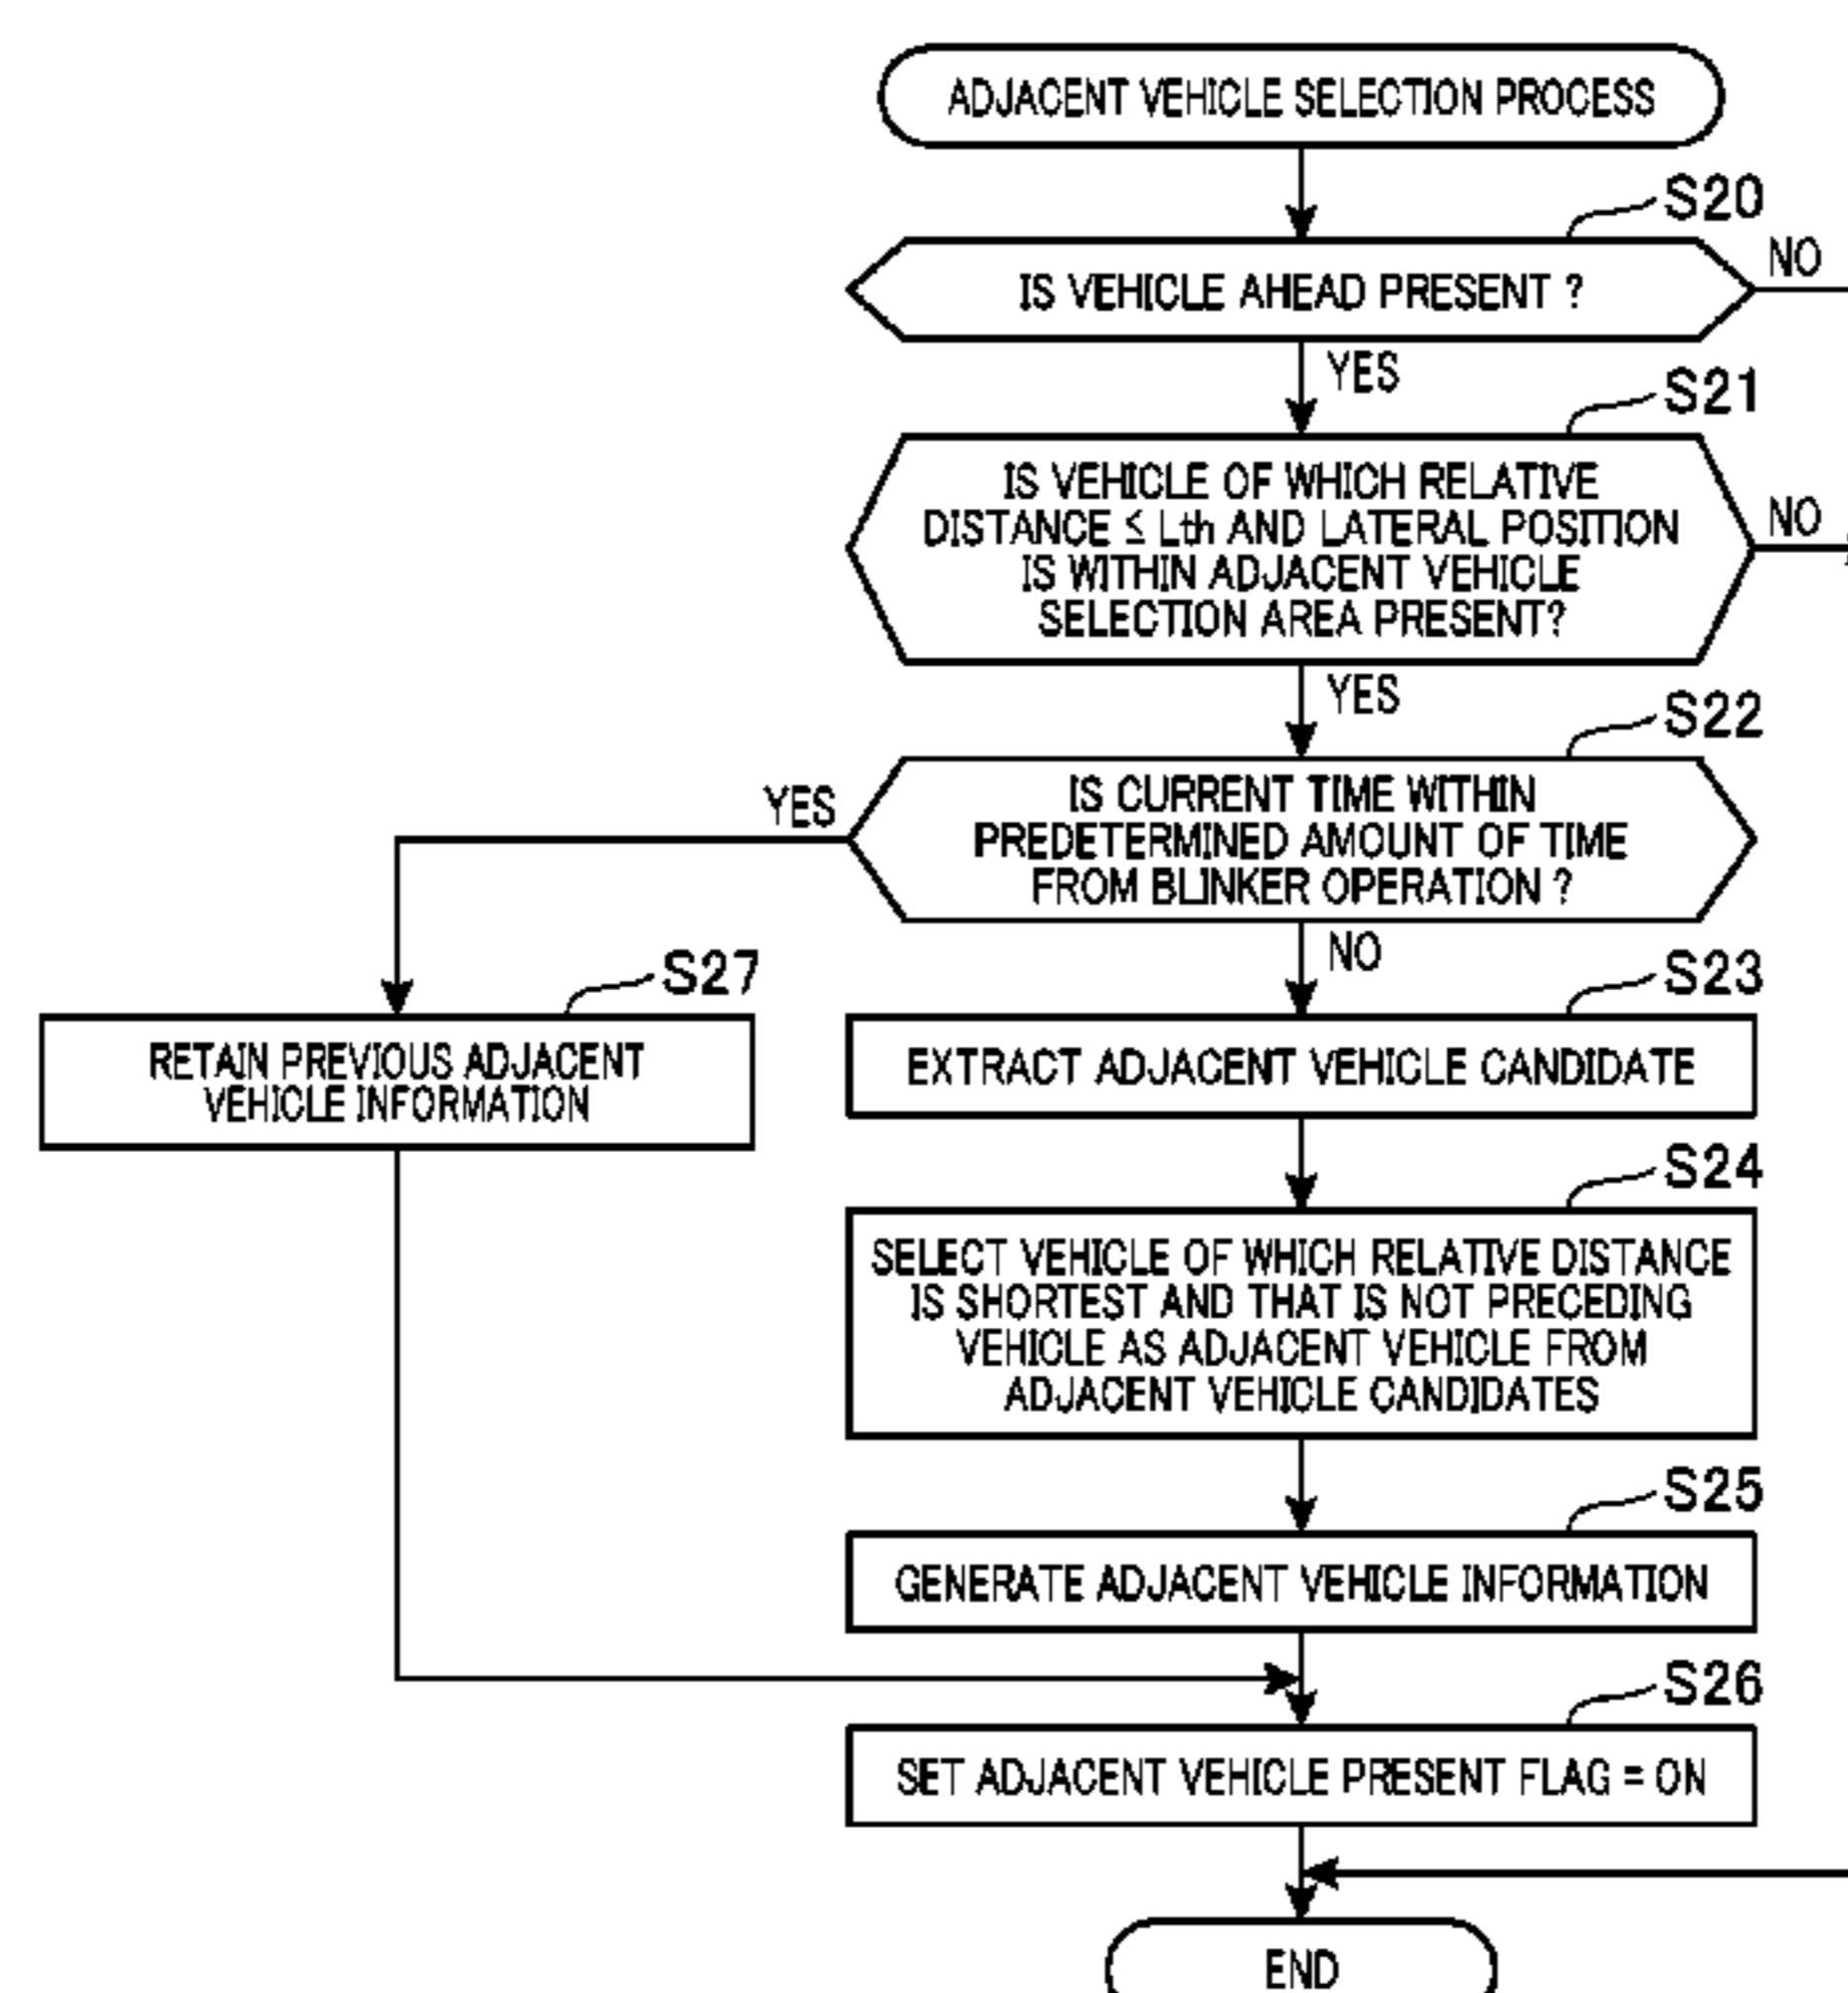 ADJACENT VEHICLE SELECTION PROCESS
S20
IS VEHICLE AHEAD PRESENT ?
NO
YES
S21
IS VEHICLE OF WHICH RELATIVE
DISTANCE ≤ Lth AND LATERAL POSITION
IS WITHIN ADJACENT VEHICLE
SELECTION AREA PRESENT?
NO
YES
S22
IS CURRENT TIME WITHIN
PREDETERMINED AMOUNT OF TIME
FROM BLINKER OPERATION ?
YES
NO
S27
RETAIN PREVIOUS ADJACENT
VEHICLE INFORMATION
S23
EXTRACT ADJACENT VEHICLE CANDIDATE
S24
SELECT VEHICLE OF WHICH RELATIVE DISTANCE
IS SHORTEST AND THAT IS NOT PRECEDING
VEHICLE AS ADJACENT VEHICLE FROM
ADJACENT VEHICLE CANDIDATES
S25
GENERATE ADJACENT VEHICLE INFORMATION
S26
SET ADJACENT VEHICLE PRESENT FLAG = ON
END